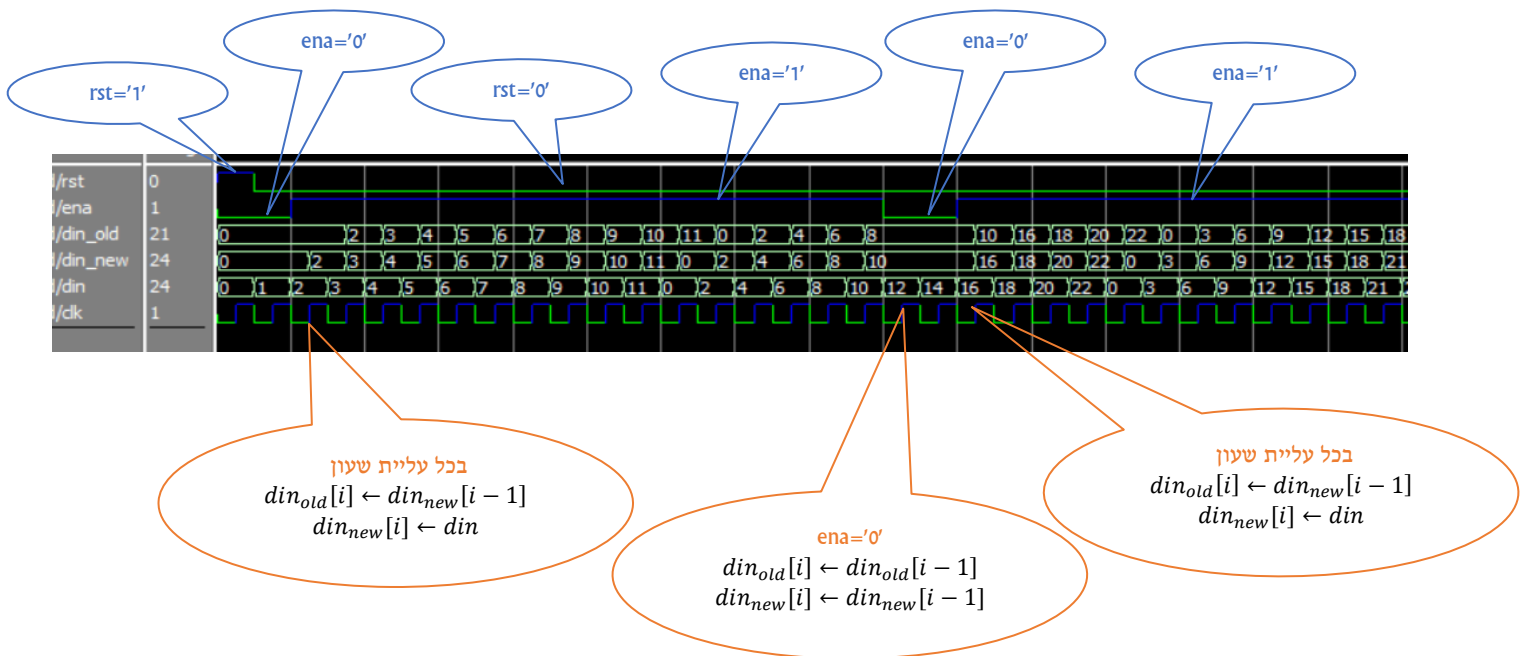 ena='0'
ena='0'
rst='1'
rst='0'
ena='1'
ena='1'
/rst 0
/ena 1
/din_old 21 0 2 3 4 5 6 7 8 9 10 11 0 2 4 6 8 10 16 18 20 22 0 3 6 9 12 15 18
/din_new 24 0 2 3 4 5 6 7 8 9 10 11 0 2 4 6 8 10 16 18 20 22 0 3 6 9 12 15 18 21
/din 24 0 1 2 3 4 5 6 7 8 9 10 11 0 2 4 6 8 10 12 14 16 18 20 22 0 3 6 9 12 15 18 21
/clk 1
בכל עליית שעון
din_old[i] ← din_new[i − 1]
din_new[i] ← din
ena='0'
din_old[i] ← din_old[i − 1]
din_new[i] ← din_new[i − 1]
בכל עליית שעון
din_old[i] ← din_new[i − 1]
din_new[i] ← din